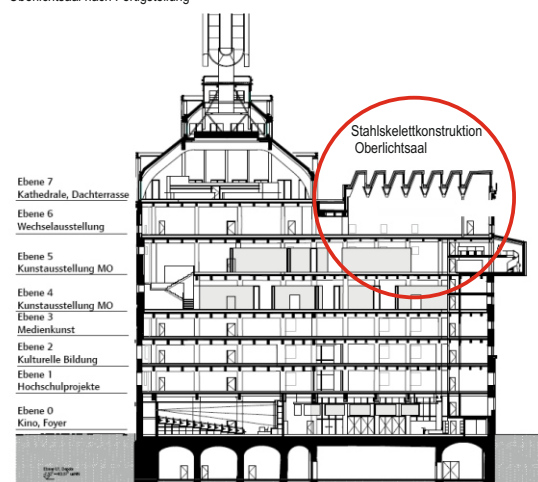 Oberlichtsaal nach Fertigstellung
Stahlskelettkonstruktion
Oberlichtsaal
Ebene 7
Kathedrale, Dachterrasse
Ebene 6
Wechselausstellung
Ebene 5
Kunstausstellung MO
Ebene 4
Kunstausstellung MO
Ebene 3
Medienkunst
Ebene 2
Kulturelle Bildung
Ebene 1
Hochschulprojekte
Ebene 0
Kino, Foyer